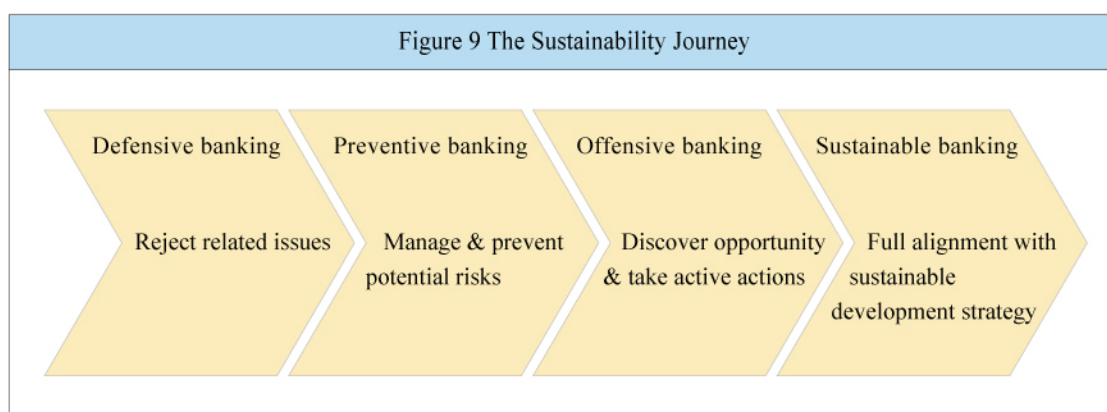 Figure 9 The Sustainability Journey
Defensive banking
Reject related issues
Preventive banking
Manage & prevent
potential risks
Offensive banking
Discover opportunity
& take active actions
Sustainable banking
Full alignment with
sustainable
development strategy